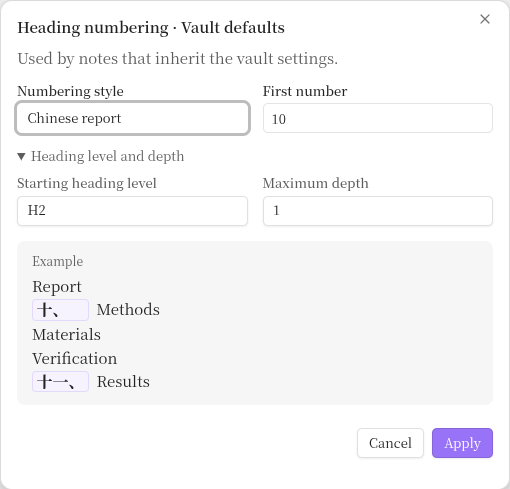 Heading numbering · Vault defaults
Used by notes that inherit the vault settings.
Numbering style
First number
Chinese report
10
Heading level and depth
Starting heading level
Maximum depth
H2
1
Example
Report
十、 Methods
Materials
Verification
十一、 Results
Cancel
Apply